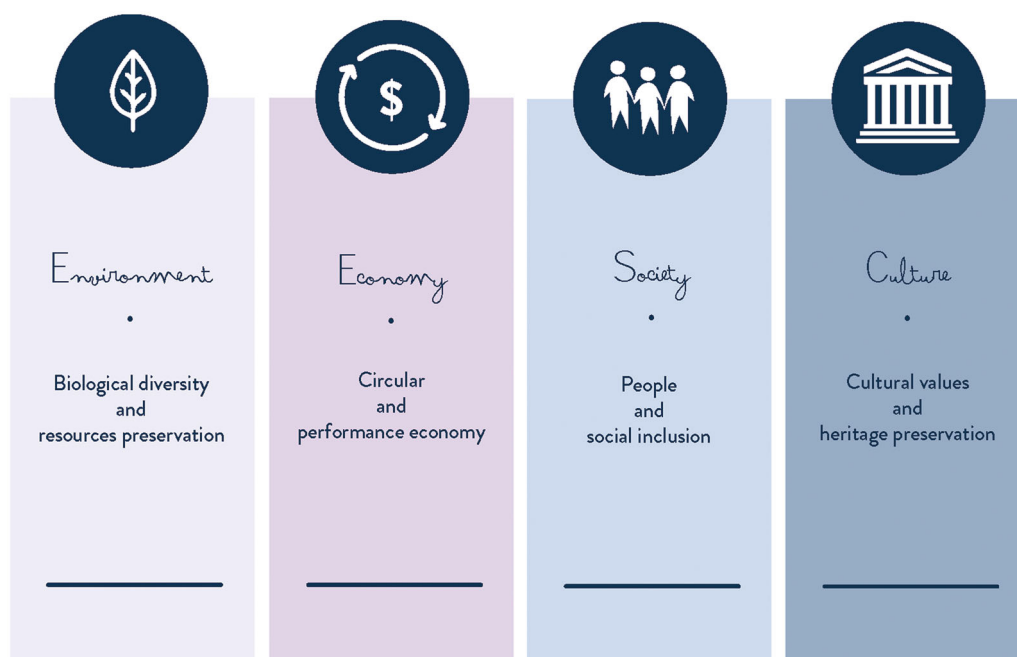 $
Environment
•
Biological diversity
and
resources preservation
Economy
•
Circular
and
performance economy
Society
•
People
and
social inclusion
Culture
•
Cultural values
and
heritage preservation